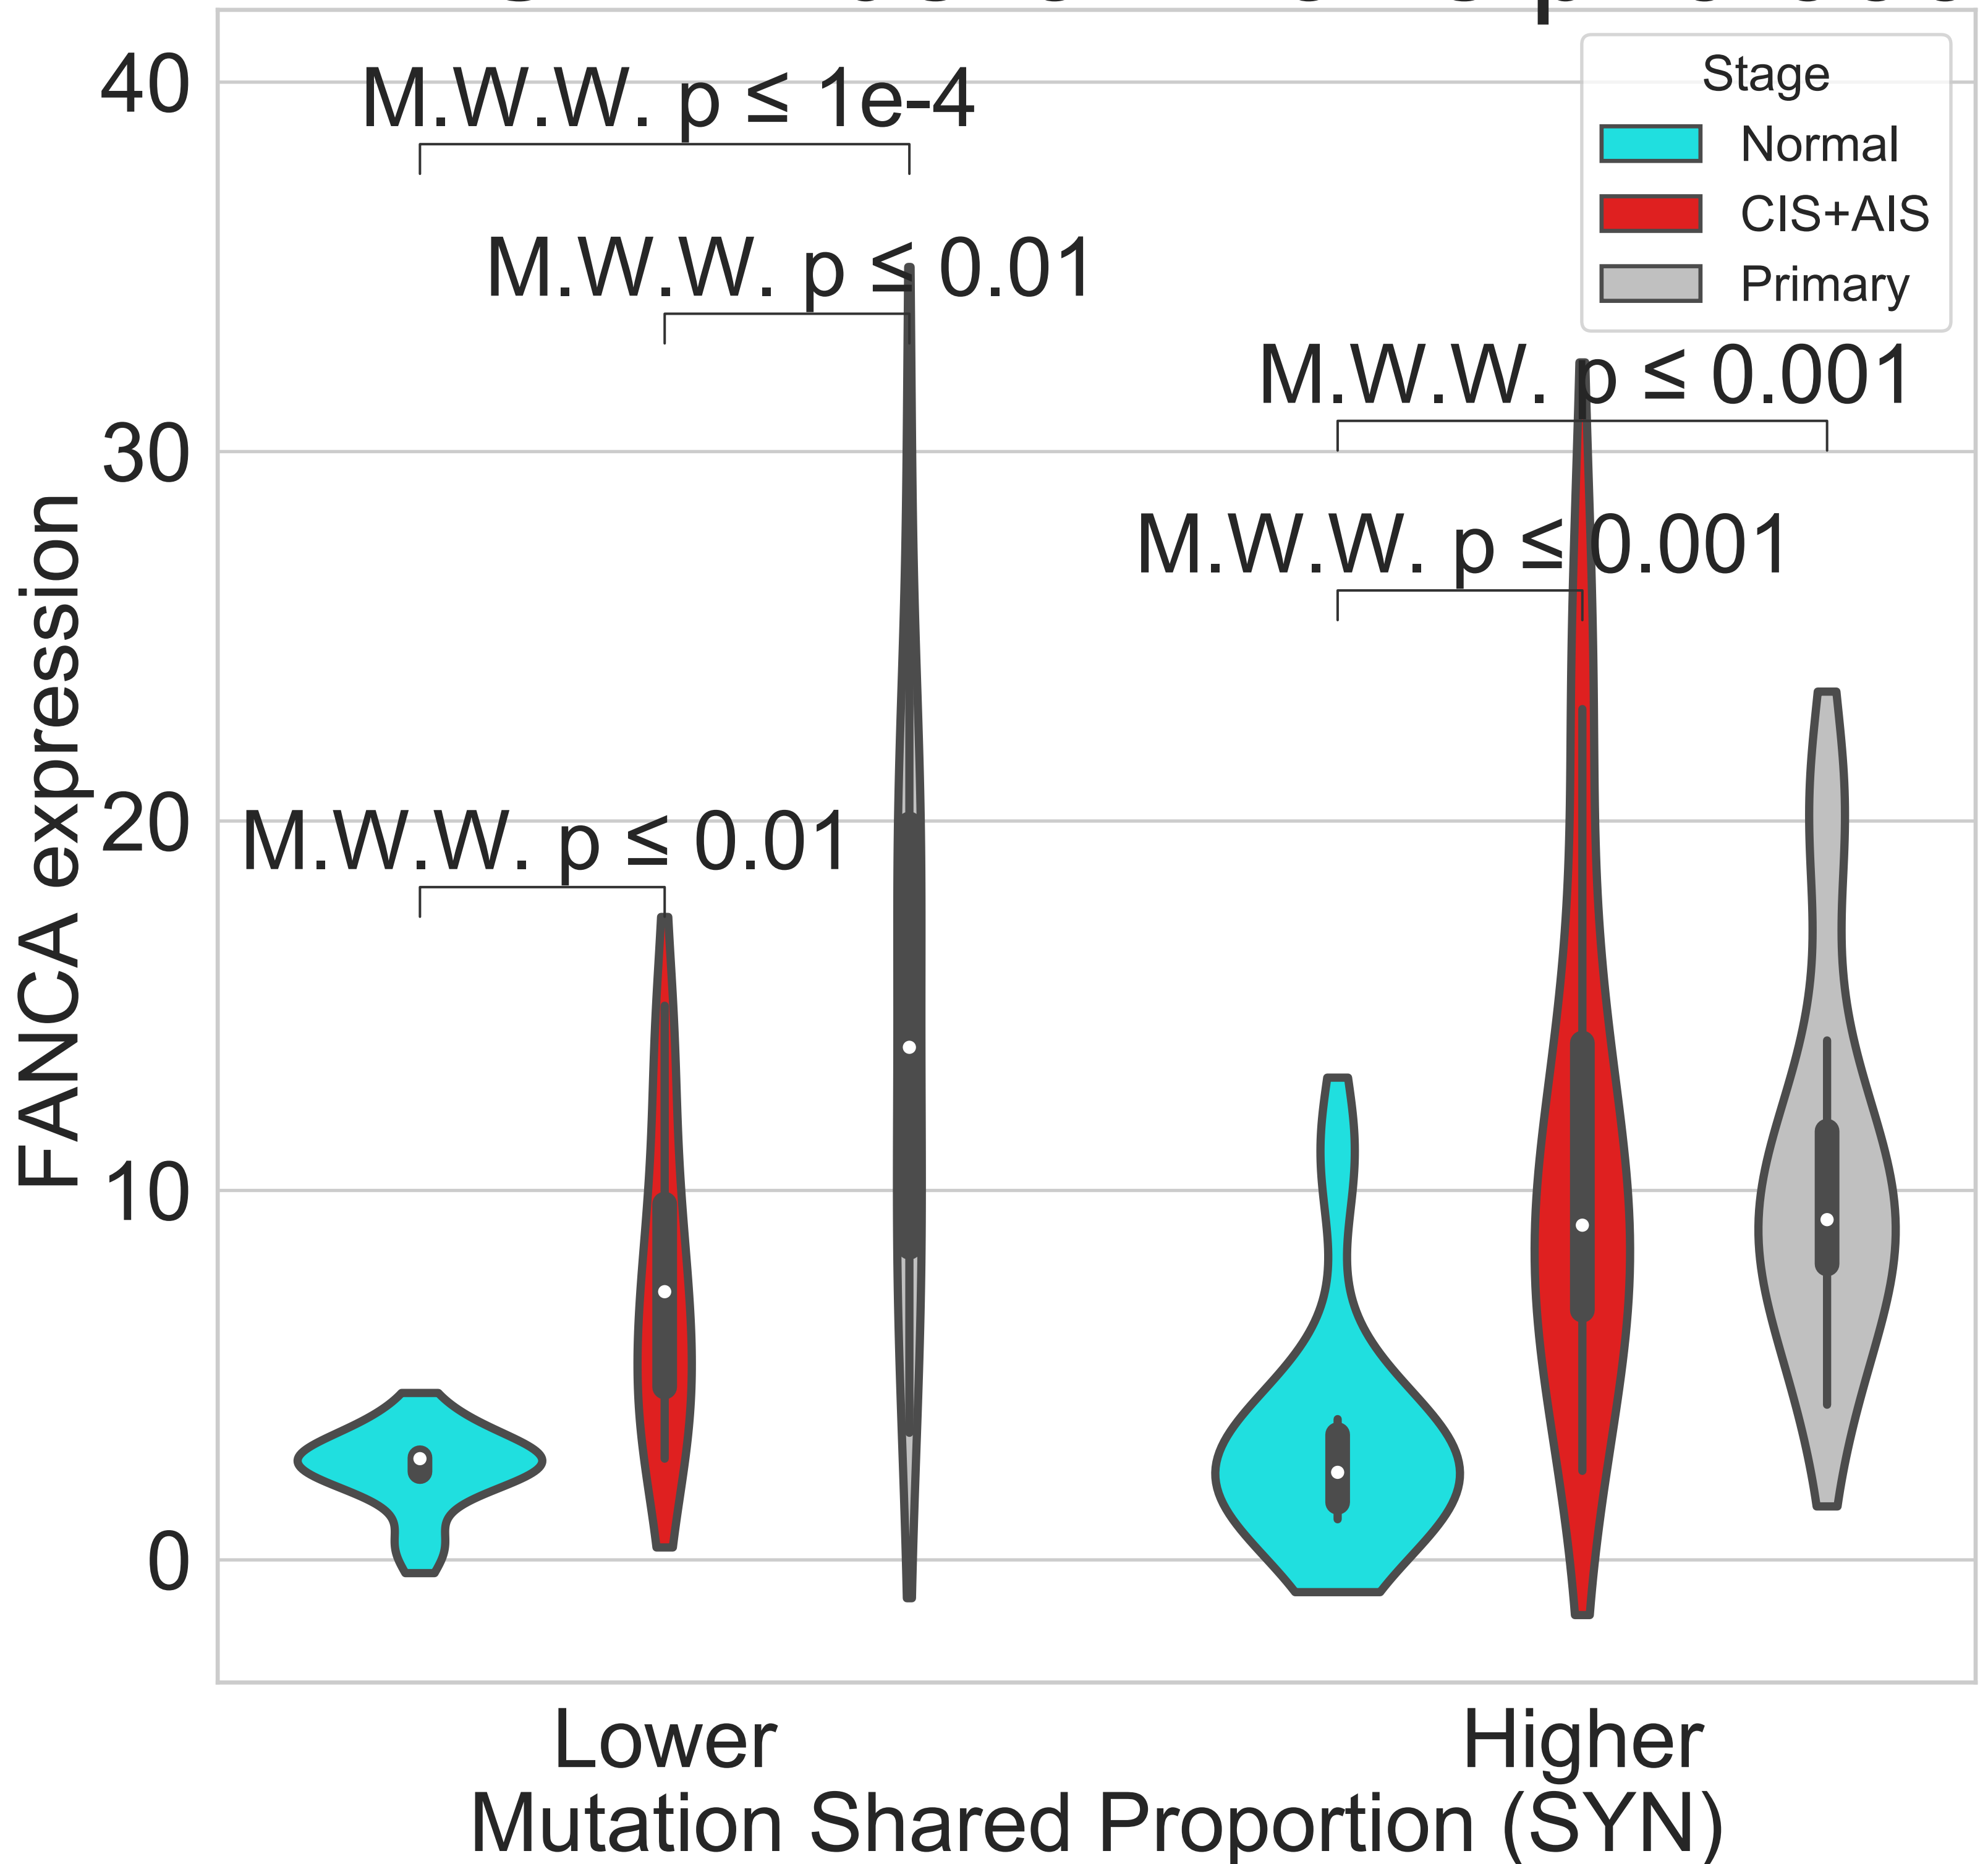 40
30
20
10
0
FANCA expression
M.W.W. p ≤ 1e-4
M.W.W. p ≤ 0.01
M.W.W. p ≤ 0.01
M.W.W. p ≤ 0.001
M.W.W. p ≤ 0.001
Stage
Normal
CIS+AIS
Primary
Lower
Higher
Mutation Shared Proportion (SYN)